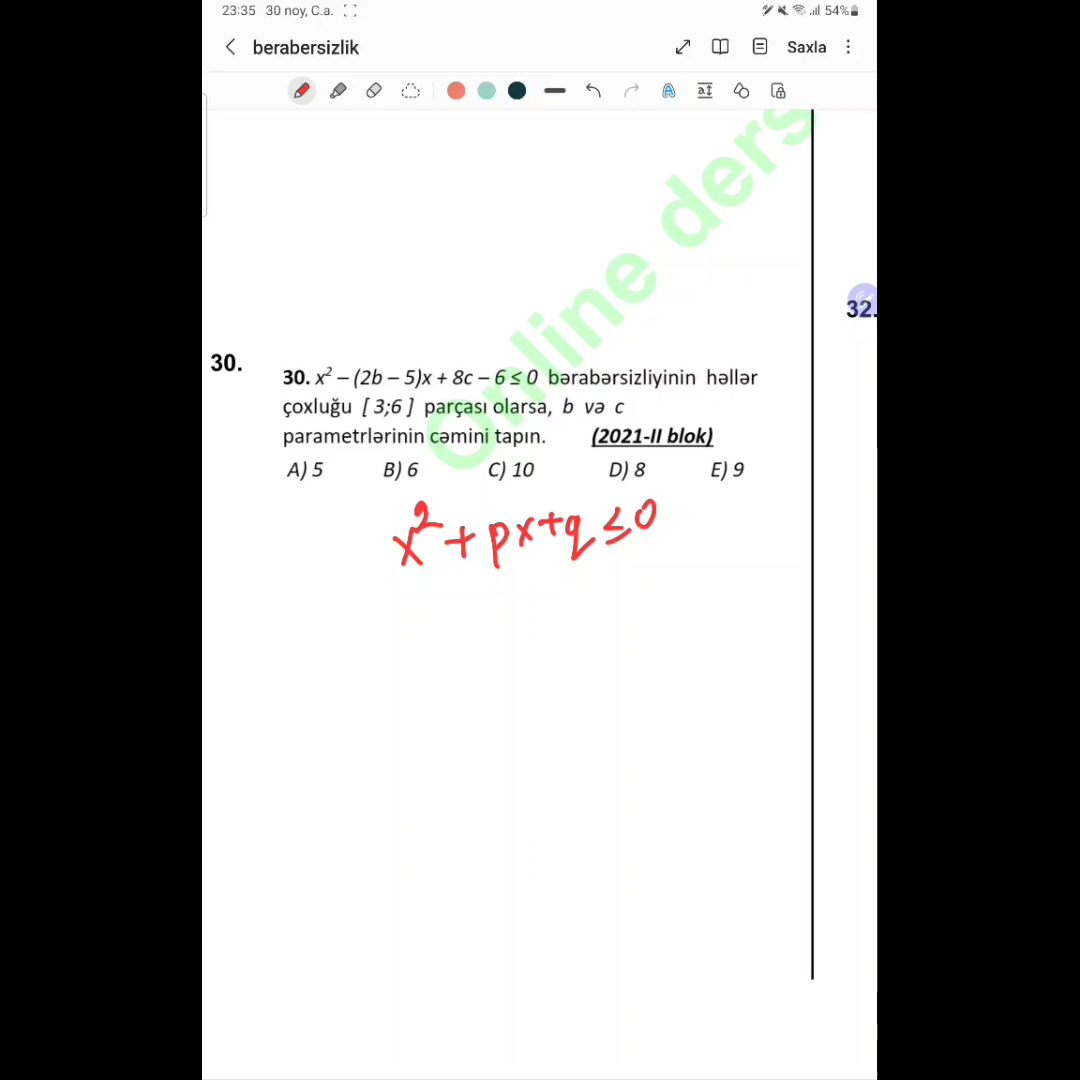 23:35 30 noy, C.a. 54%
berabersizlik Saxla
Online ders
32.
30.
30. x² – (2b – 5)x + 8c – 6 ≤ 0 bərabərsizliyinin həllər
çoxluğu [ 3;6 ] parçası olarsa, b və c
parametrlərinin cəmini tapın. (2021-II blok)
A) 5 B) 6 C) 10 D) 8 E) 9
x² + px + q ≤ 0